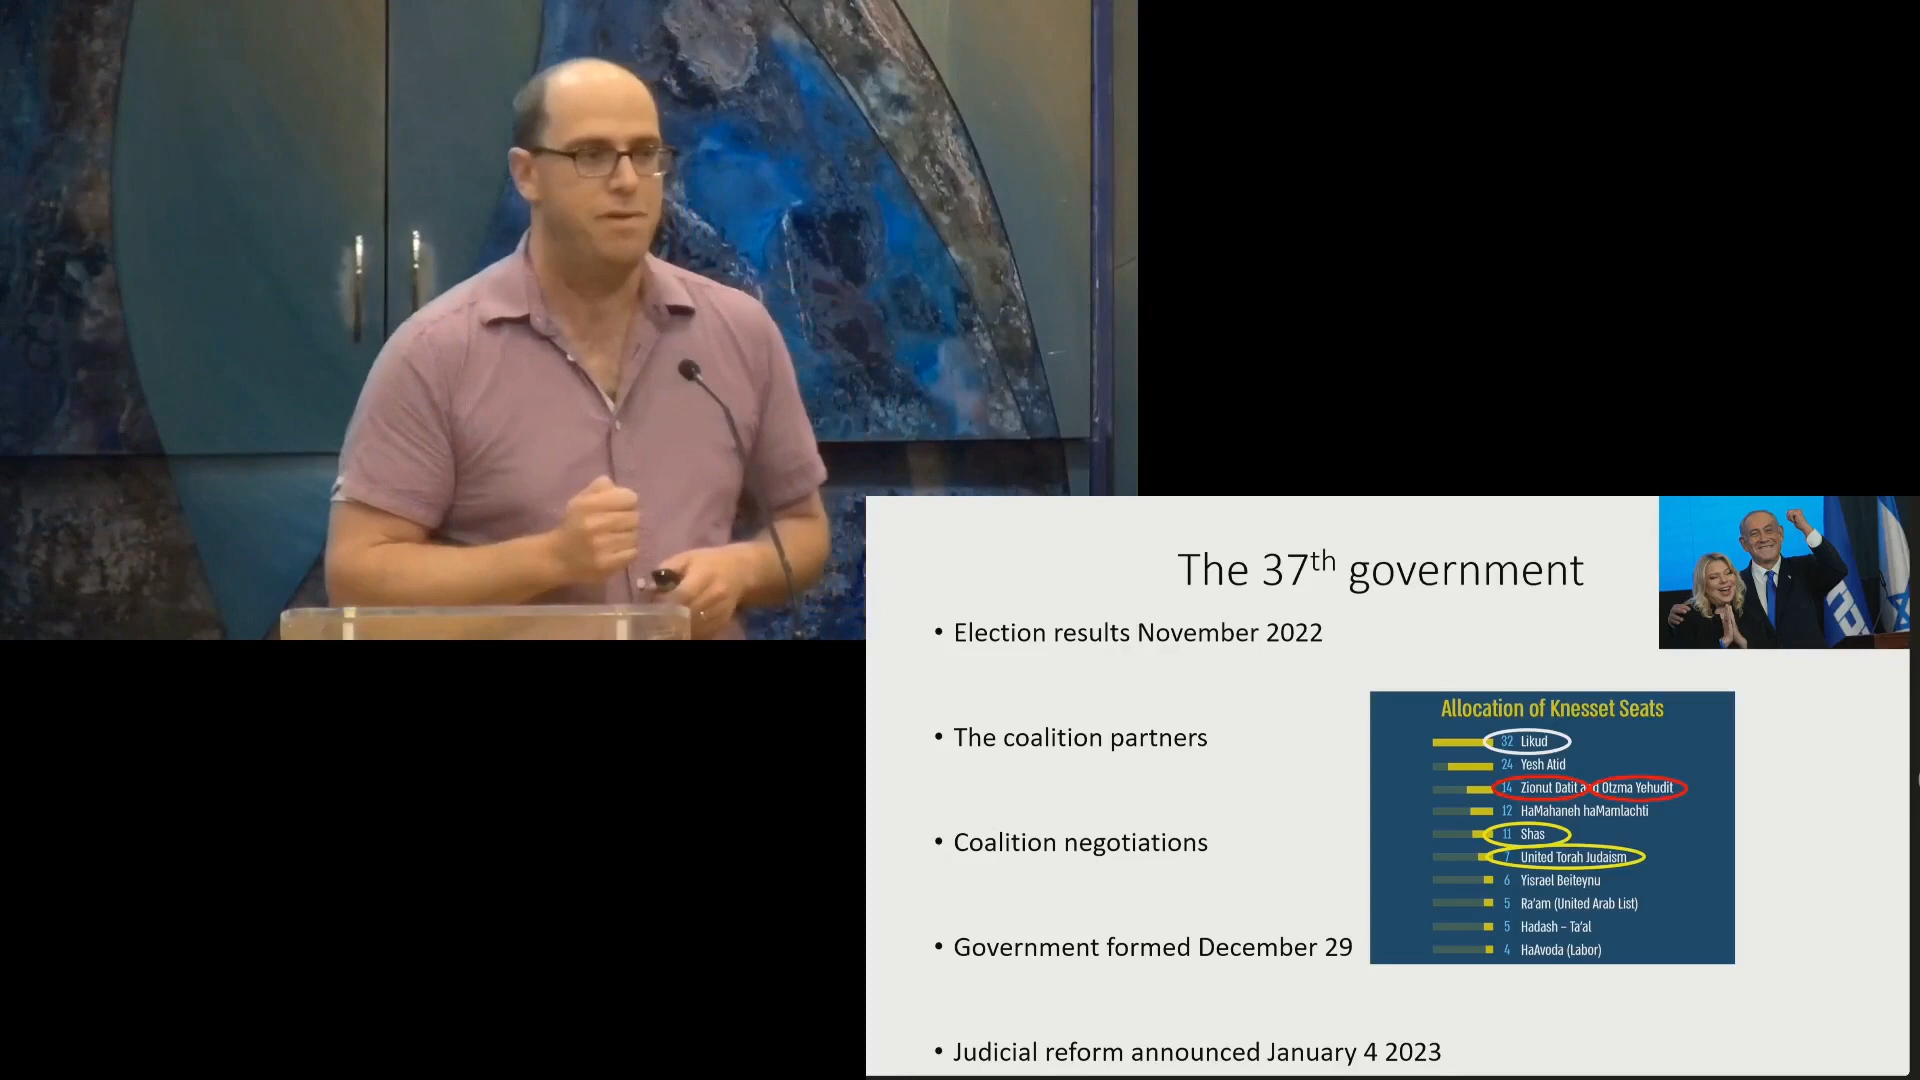 The 37th government
• Election results November 2022
• The coalition partners
• Coalition negotiations
• Government formed December 29
• Judicial reform announced January 4 2023
Allocation of Knesset Seats
32 Likud
24 Yesh Atid
14 Zionut Datit and Otzma Yehudit
12 HaMahaneh haMamlachti
11 Shas
7 United Torah Judaism
6 Yisrael Beiteynu
5 Ra'am (United Arab List)
5 Hadash – Ta'al
4 HaAvoda (Labor)